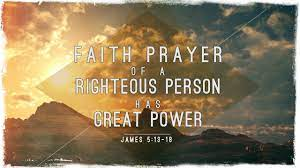 FAITH PRAYER
OF A
RIGHTEOUS PERSON
HAS
GREAT POWER
JAMES 5:13-18